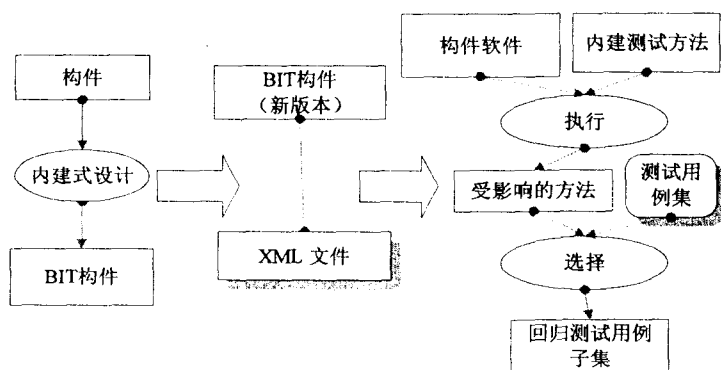 构件
内建式设计
BIT构件
BIT构件
（新版本）
XML 文件
构件软件
内建测试方法
执行
受影响的方法
测试用
例集
选择
回归测试用例
子集